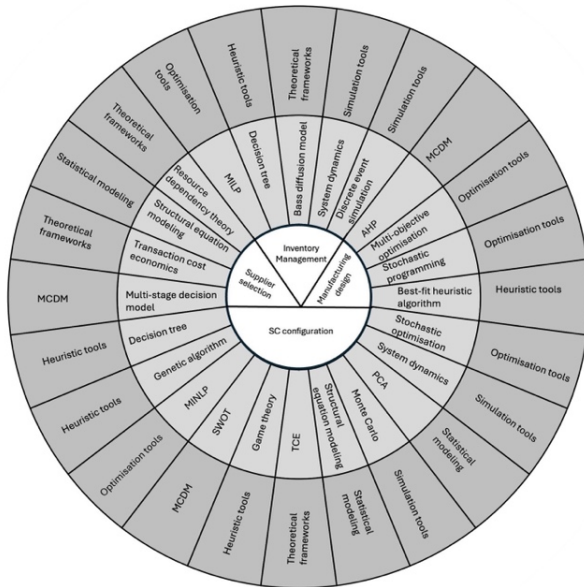 Theoretical
frameworks
Simulation tools
Simulation tools
MCDM
Optimisation tools
Optimisation tools
Heuristic tools
Optimisation tools
Simulation tools
Statistical
modeling
Simulation tools
Statistical
modeling
Theoretical
frameworks
Heuristic tools
MCDM
Optimisation tools
Heuristic tools
Heuristic tools
MCDM
Theoretical
frameworks
Statistical modeling
Theoretical
frameworks
Optimisation
tools
Heuristic tools
Bass diffusion model
System dynamics
Discrete event
simulation
AHP
Multi-objective
optimisation
Stochastic
programming
Best-fit heuristic
algorithm
Stochastic
optimisation
System dynamics
PCA
Monte Carlo
Structural
equation modeling
TCE
Game theory
SWOT
MINLP
Genetic algorithm
Decision tree
Multi-stage decision
model
Transaction cost
economics
Structural equation
modeling
Resource
dependency theory
MILP
Decision tree
Inventory
Management
Manufacturing
design
SC configuration
Supplier
selection